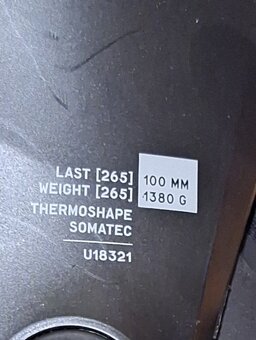 LAST [265] 100 MM
WEIGHT [265] 1380 G
THERMOSHAPE
SOMATEC
U18321